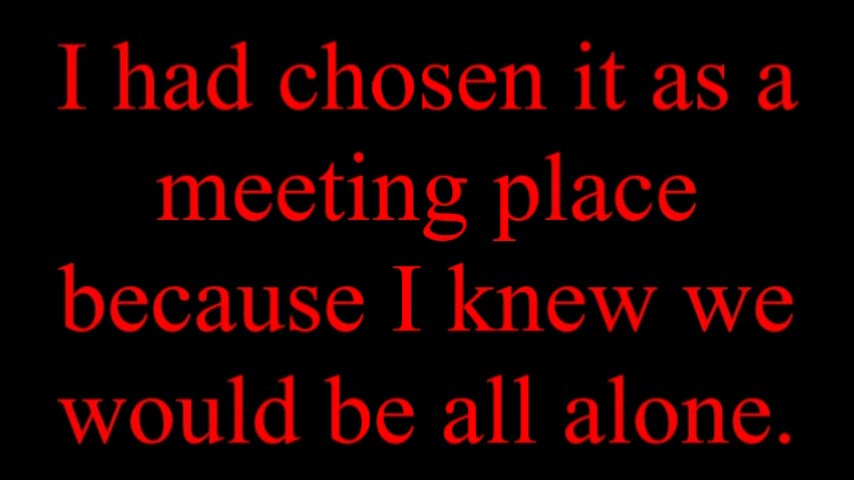 I had chosen it as a
meeting place
because I knew we
would be all alone.